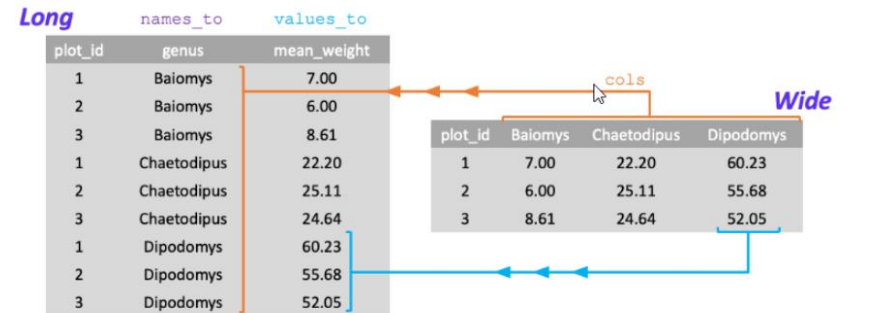 Long names_to values_to
plot_id genus mean_weight
1 Baiomys 7.00
2 Baiomys 6.00
3 Baiomys 8.61
1 Chaetodipus 22.20
2 Chaetodipus 25.11
3 Chaetodipus 24.64
1 Dipodomys 60.23
2 Dipodomys 55.68
3 Dipodomys 52.05
cols
Wide
plot_id Baiomys Chaetodipus Dipodomys
1 7.00 22.20 60.23
2 6.00 25.11 55.68
3 8.61 24.64 52.05